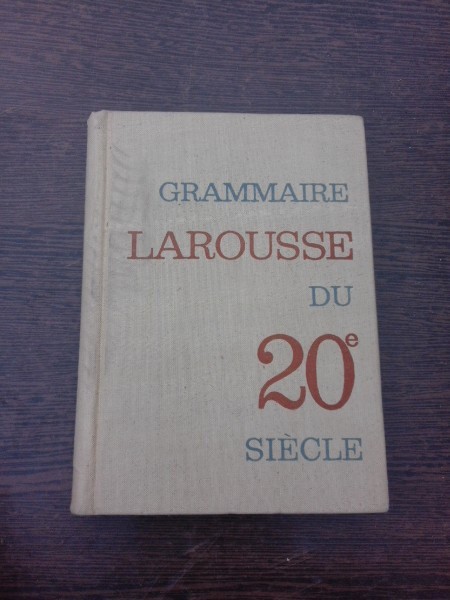 GRAMMAIRE
LAROUSSE
DU
20e
SIÈCLE